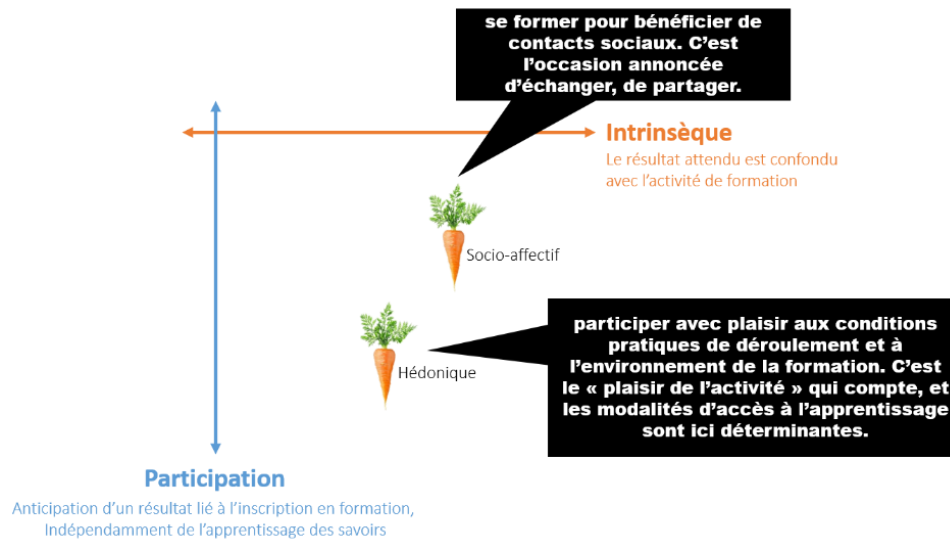 se former pour bénéficier de
contacts sociaux. C’est
l’occasion annoncée
d’échanger, de partager.
Intrinsèque
Le résultat attendu est confondu
avec l’activité de formation
Socio-affectif
participer avec plaisir aux conditions
pratiques de déroulement et à
l’environnement de la formation. C’est
le « plaisir de l’activité » qui compte, et
les modalités d’accès à l’apprentissage
sont ici déterminantes.
Hédonique
Participation
Anticipation d’un résultat lié à l’inscription en formation,
Indépendamment de l’apprentissage des savoirs